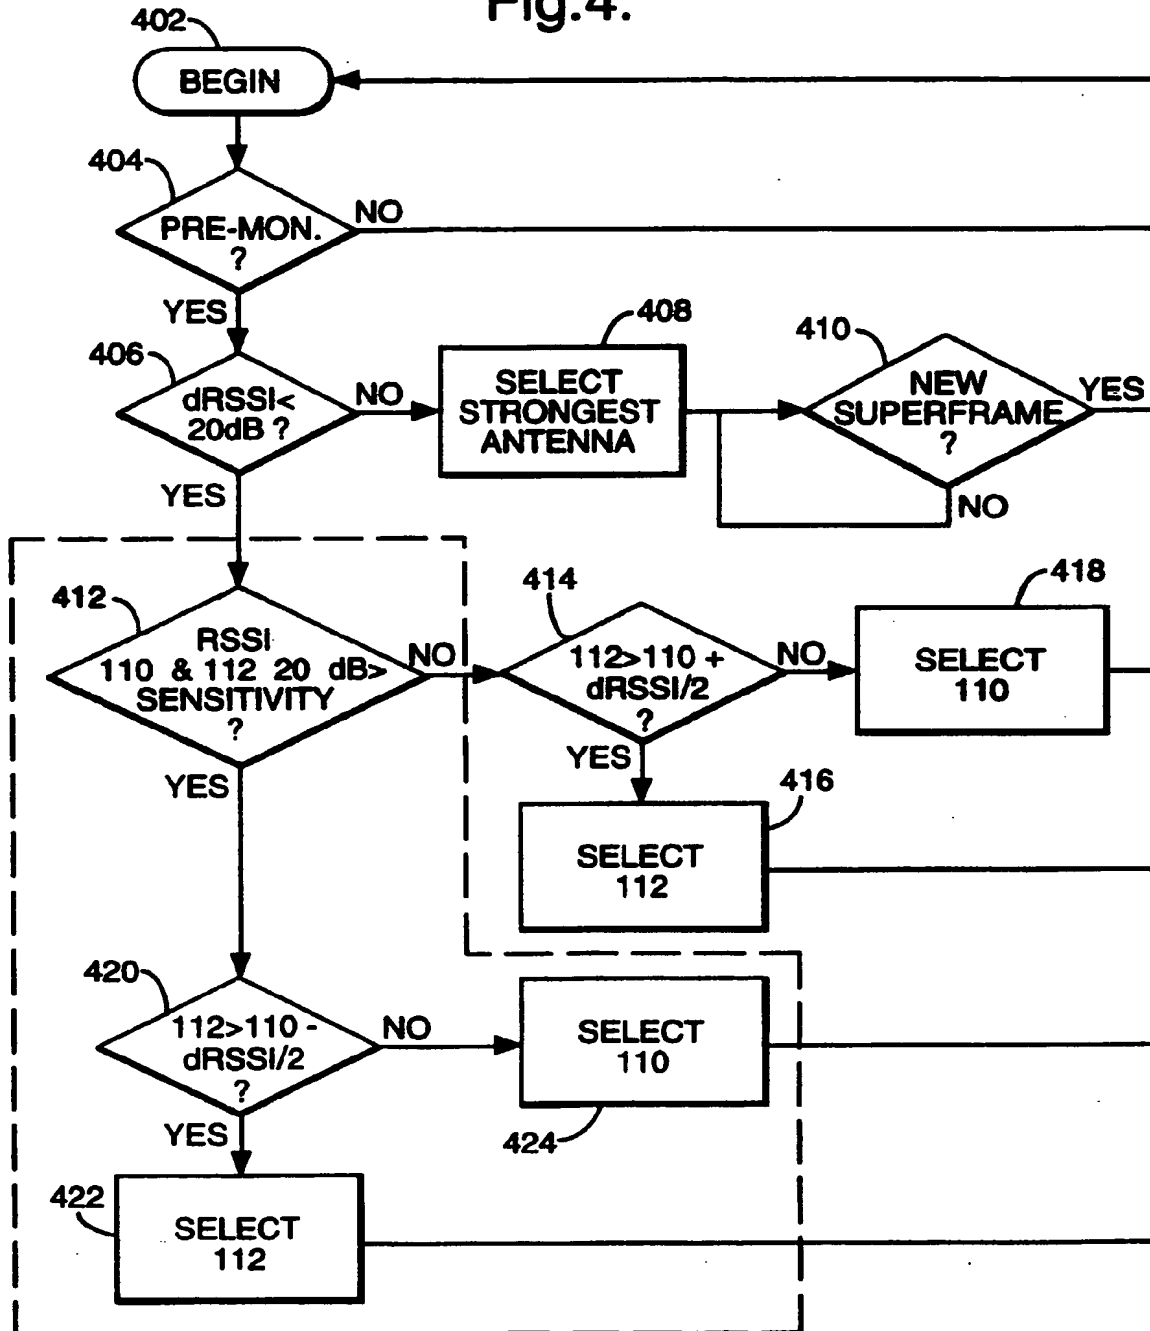 Fig.4.
402
BEGIN
404
PRE-MON.
?
NO
YES
406
dRSSI<
20dB ?
NO
YES
408
SELECT
STRONGEST
ANTENNA
410
NEW
SUPERFRAME
?
YES
NO
412
RSSI
110 & 112 20 dB>
SENSITIVITY
?
NO
YES
414
112>110 +
dRSSI/2
?
NO
YES
418
SELECT
110
416
SELECT
112
420
112>110 -
dRSSI/2
?
NO
YES
SELECT
110
424
422
SELECT
112